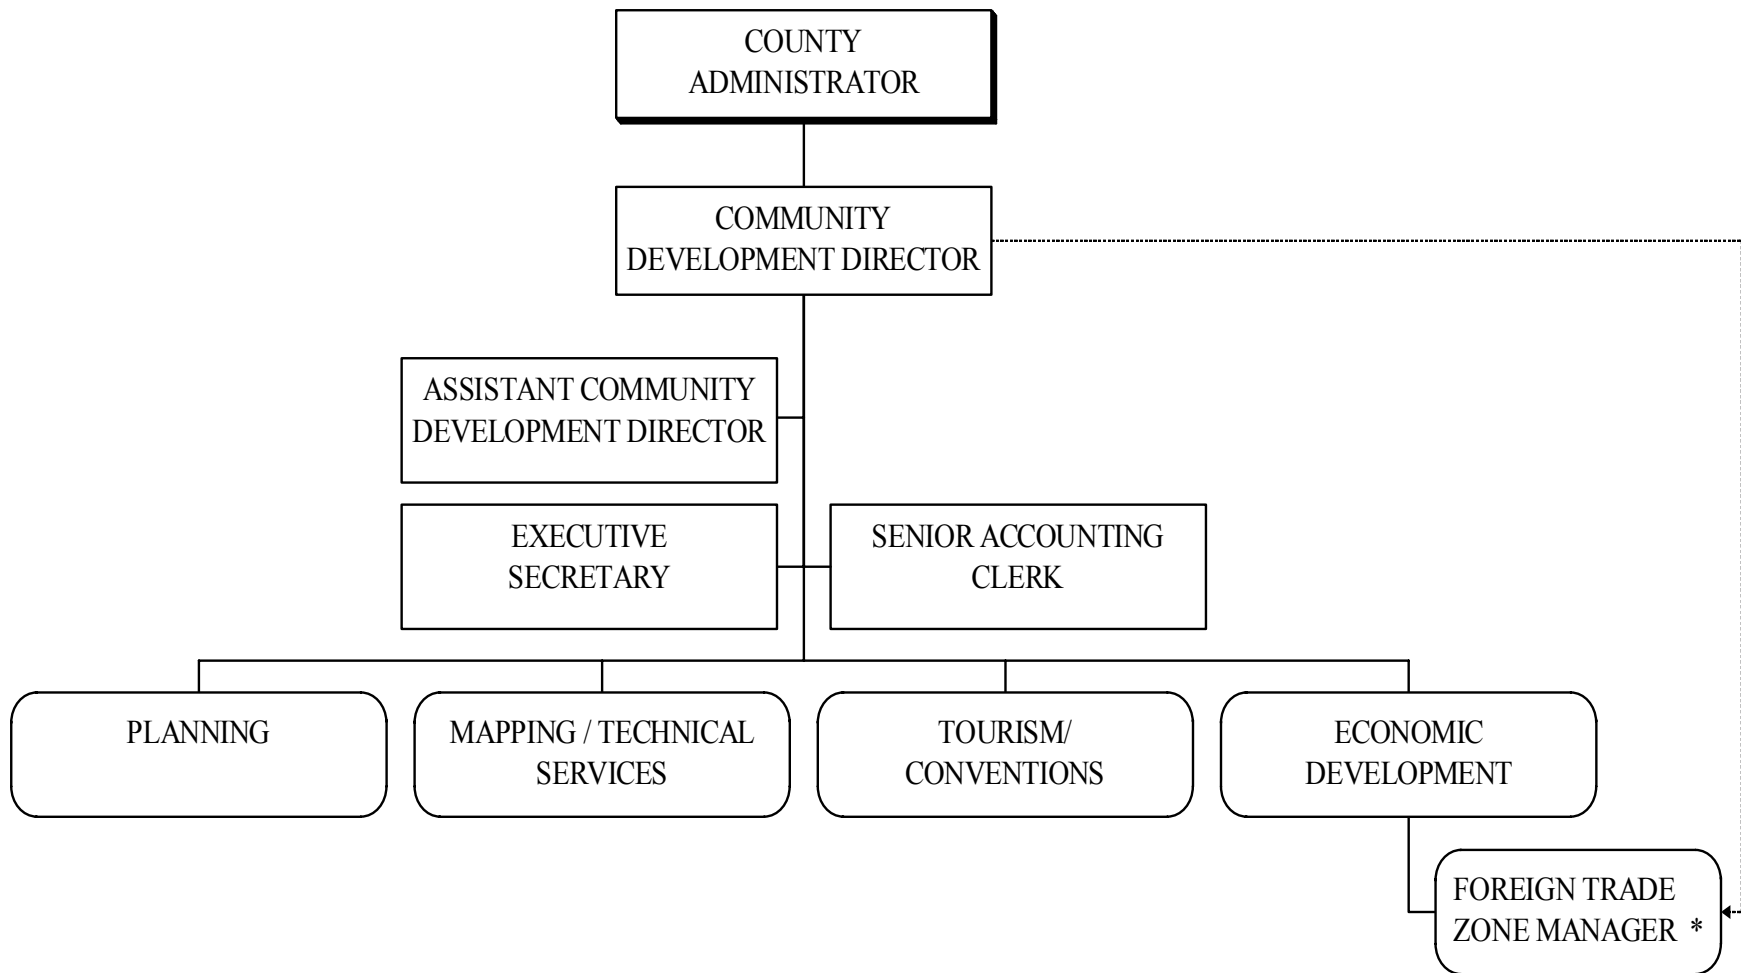 COUNTY
ADMINISTRATOR
COMMUNITY
DEVELOPMENT DIRECTOR
ASSISTANT COMMUNITY
DEVELOPMENT DIRECTOR
EXECUTIVE
SECRETARY
SENIOR ACCOUNTING
CLERK
PLANNING
MAPPING / TECHNICAL
SERVICES
TOURISM/
CONVENTIONS
ECONOMIC
DEVELOPMENT
FOREIGN TRADE
ZONE MANAGER *